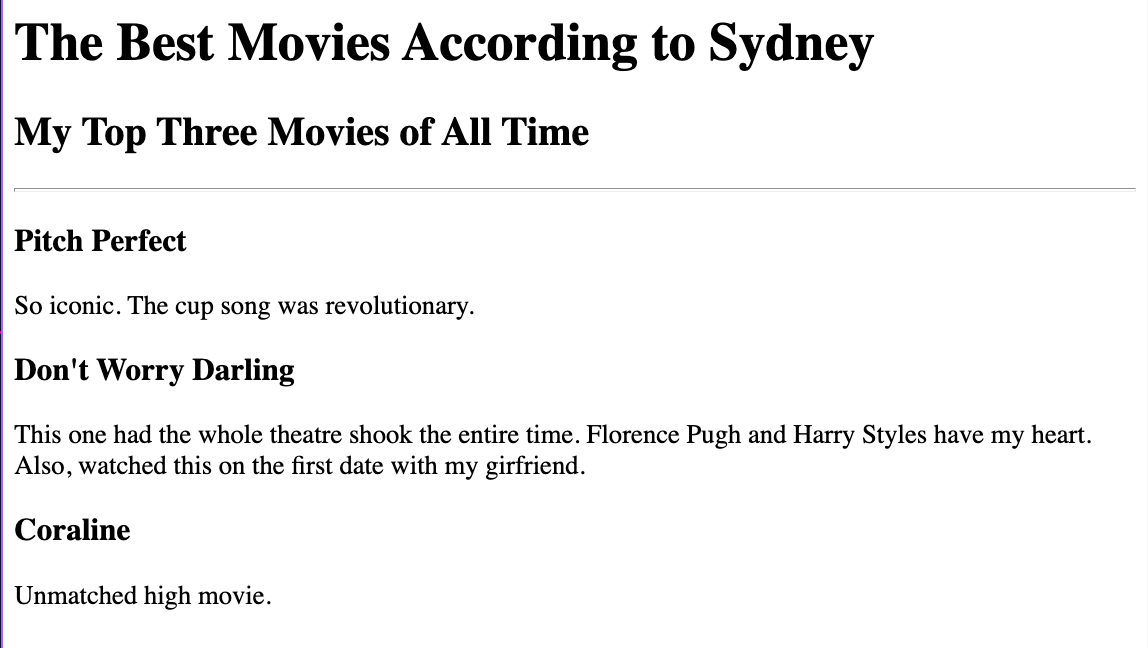 The Best Movies According to Sydney
My Top Three Movies of All Time
Pitch Perfect
So iconic. The cup song was revolutionary.
Don't Worry Darling
This one had the whole theatre shook the entire time. Florence Pugh and Harry Styles have my heart.
Also, watched this on the first date with my girfriend.
Coraline
Unmatched high movie.